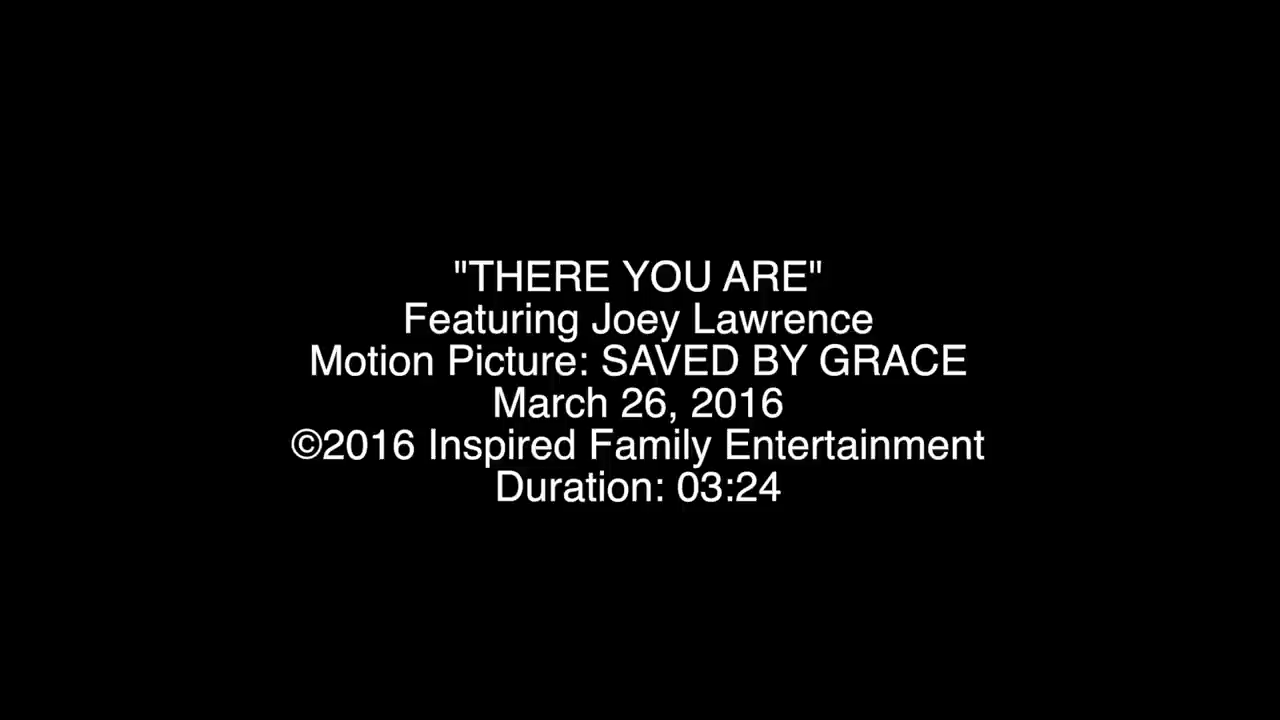 "THERE YOU ARE"
Featuring Joey Lawrence
Motion Picture: SAVED BY GRACE
March 26, 2016
©2016 Inspired Family Entertainment
Duration: 03:24